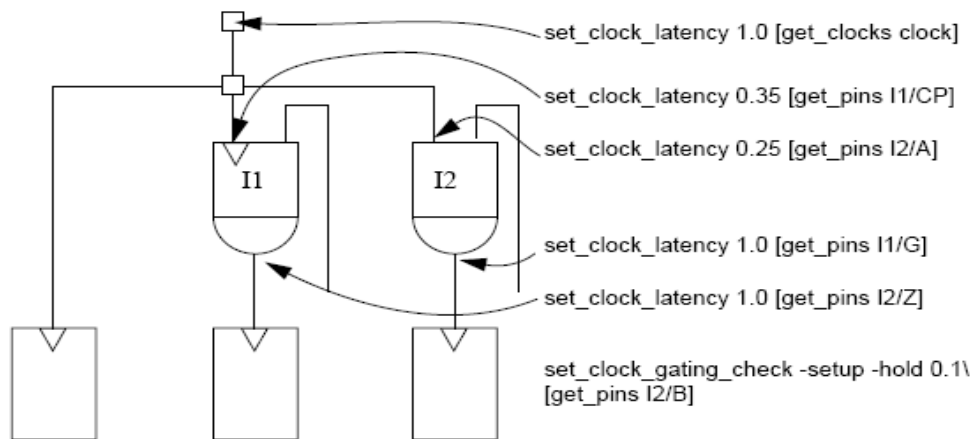 set_clock_latency 1.0 [get_clocks clock]
set_clock_latency 0.35 [get_pins I1/CP]
set_clock_latency 0.25 [get_pins I2/A]
I1
I2
set_clock_latency 1.0 [get_pins I1/G]
set_clock_latency 1.0 [get_pins I2/Z]
set_clock_gating_check -setup -hold 0.1\
[get_pins I2/B]